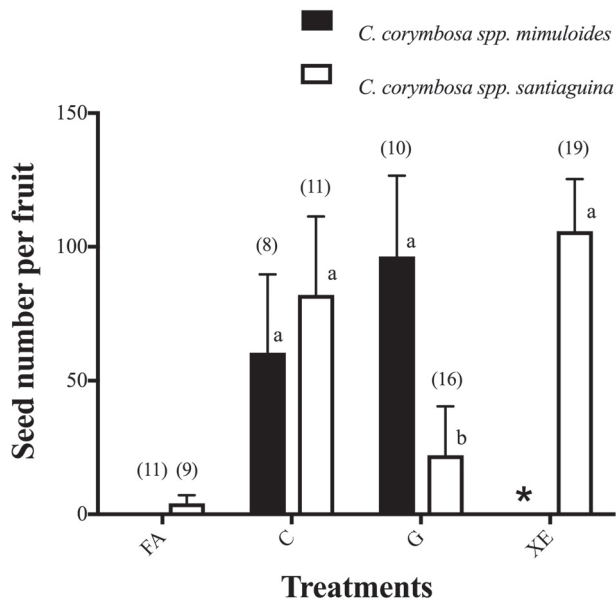 C. corymbosa spp. mimuloides
C. corymbosa spp. santiaguina
Seed number per fruit
150
100
50
0
(11) (9)
(8) (11)
a a
(10) (16)
a b
* (19)
a
FA C G XE
Treatments